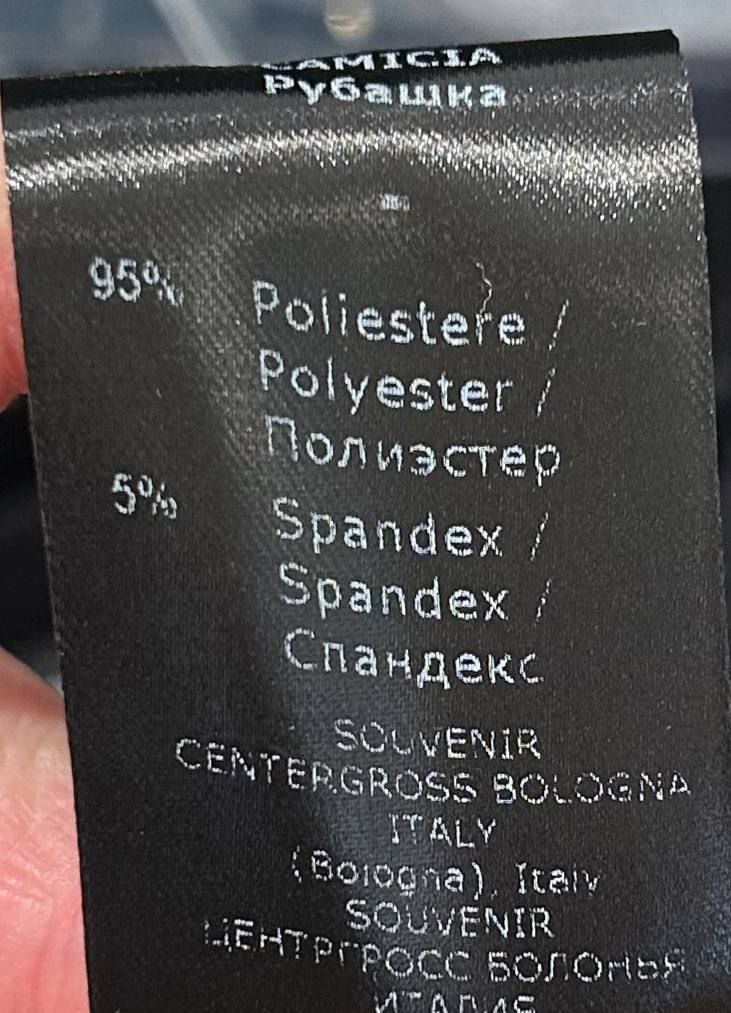 CAMICIA
Рубашка
95% Poliestere /
Polyester /
Полиэстер
5% Spandex /
Spandex /
Спандекс
SOUVENIR
CENTERGROSS BOLOGNA
ITALY
(Bologna), Italy
SOUVENIR
ЦЕНТРГРОСС БОЛОНЬЯ
ИТАЛИЯ